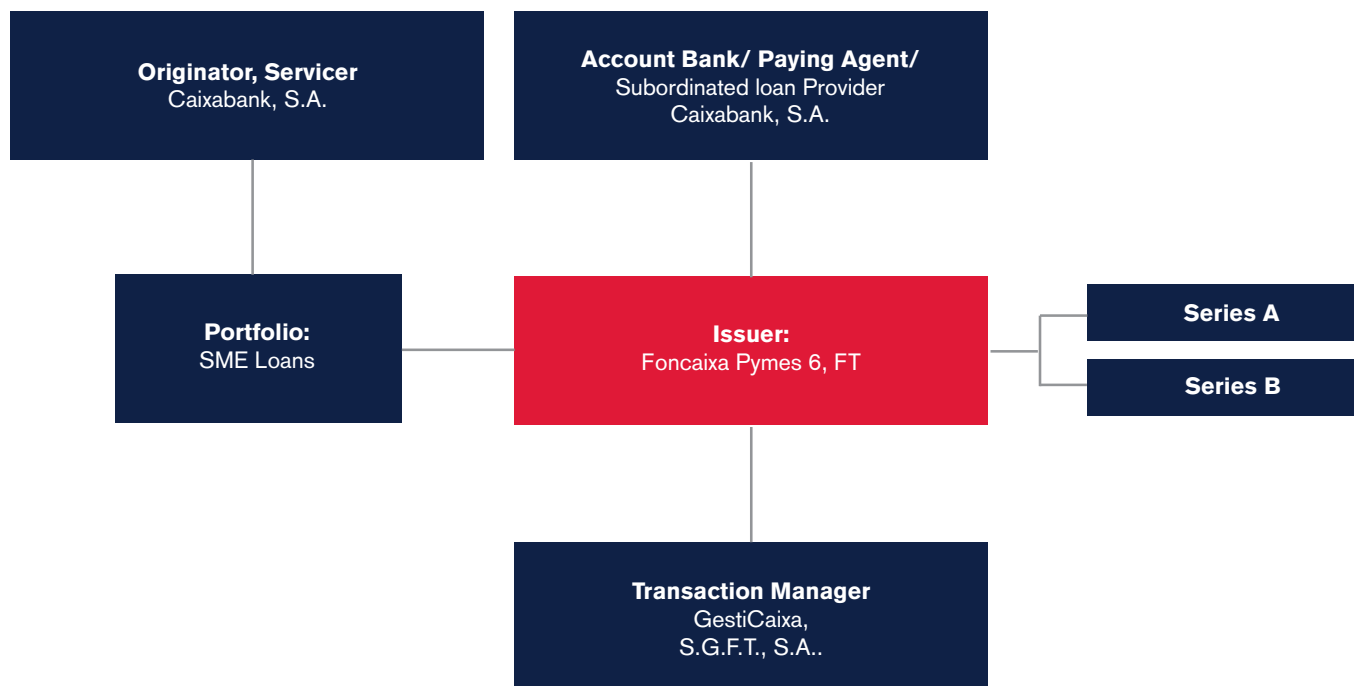 Originator, Servicer
Caixabank, S.A.
Account Bank/ Paying Agent/
Subordinated loan Provider
Caixabank, S.A.
Portfolio:
SME Loans
Issuer:
Foncaixa Pymes 6, FT
Series A
Series B
Transaction Manager
GestiCaixa,
S.G.F.T., S.A..